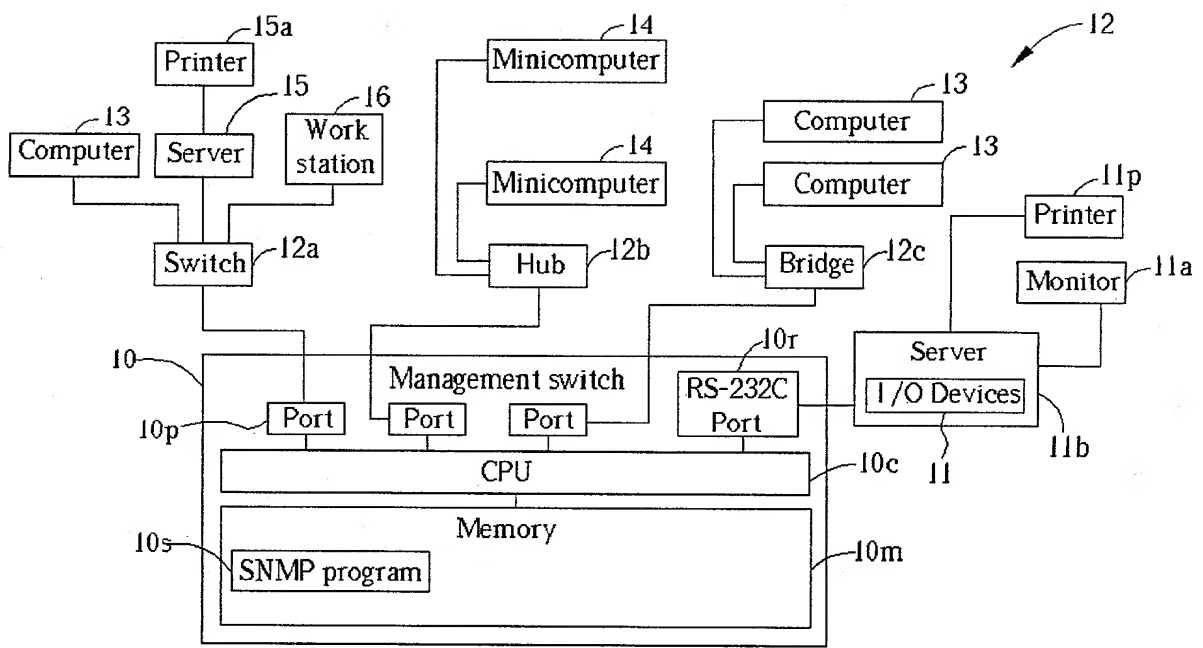 15a
Printer
15
16
13
Computer
Server
Work
station
12a
Switch
14
Minicomputer
14
Minicomputer
12b
Hub
12
13
Computer
13
Computer
12c
Bridge
11p
Printer
11a
Monitor
Server
I/O Devices
11
11b
10
Management switch
10r
RS-232C
Port
10p
Port
Port
Port
CPU
10c
Memory
10s
SNMP program
10m